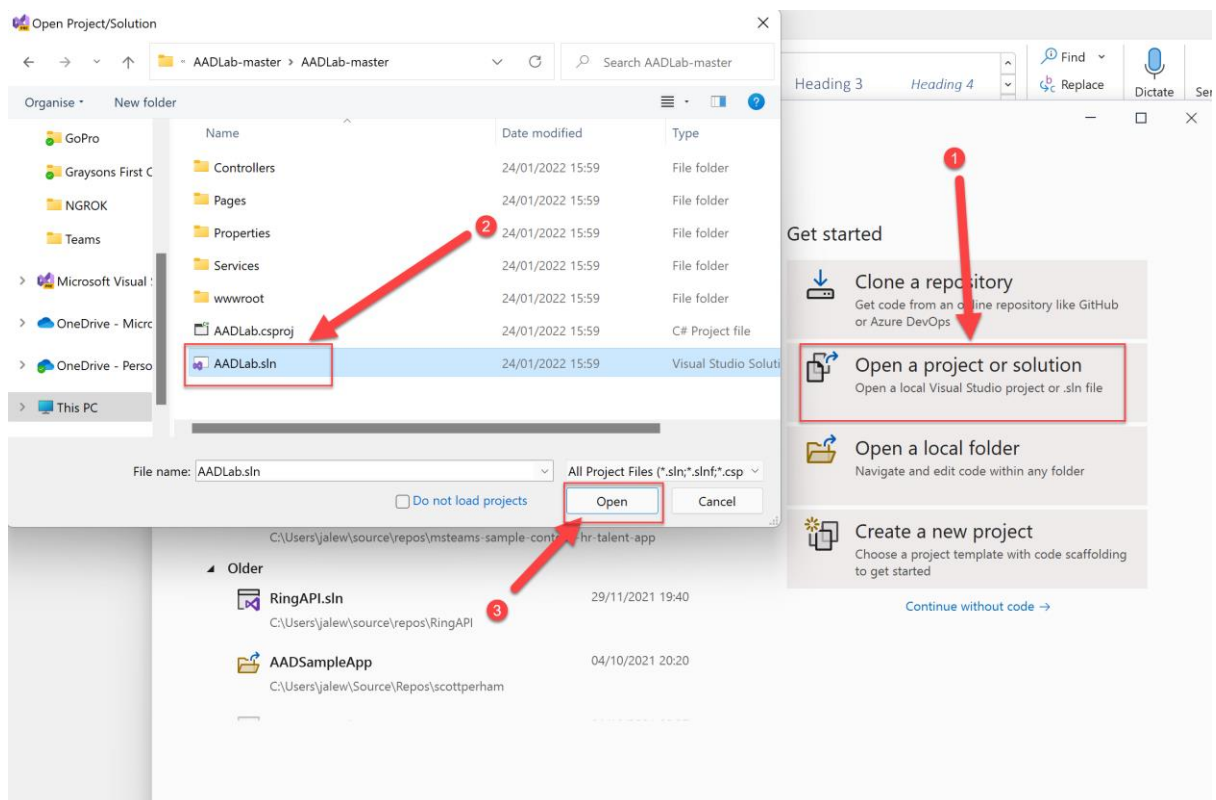 Open Project/Solution
AADLab-master > AADLab-master
Search AADLab-master
Organise
New folder
Name
Date modified
Type
GoPro
Graysons First C
NGROK
Teams
Microsoft Visual
OneDrive - Micro
OneDrive - Perso
This PC
Controllers
24/01/2022 15:59
File folder
Pages
24/01/2022 15:59
File folder
Properties
24/01/2022 15:59
File folder
Services
24/01/2022 15:59
File folder
wwwroot
24/01/2022 15:59
File folder
AADLab.csproj
24/01/2022 15:59
C# Project file
AADLab.sln
24/01/2022 15:59
Visual Studio Soluti
File name:
AADLab.sln
All Project Files (*.sln;*.slnf;*.csp
Do not load projects
Open
Cancel
Heading 3
Heading 4
Find
Replace
Dictate
Sen
1
2
3
Get started
Clone a repository
Get code from an online repository like GitHub
or Azure DevOps
Open a project or solution
Open a local Visual Studio project or .sln file
Open a local folder
Navigate and edit code within any folder
Create a new project
Choose a project template with code scaffolding
to get started
Continue without code →
Older
RingAPI.sln
29/11/2021 19:40
C:\Users\jalew\source\repos\RingAPI
AADSampleApp
04/10/2021 20:20
C:\Users\jalew\Source\Repos\scottperham